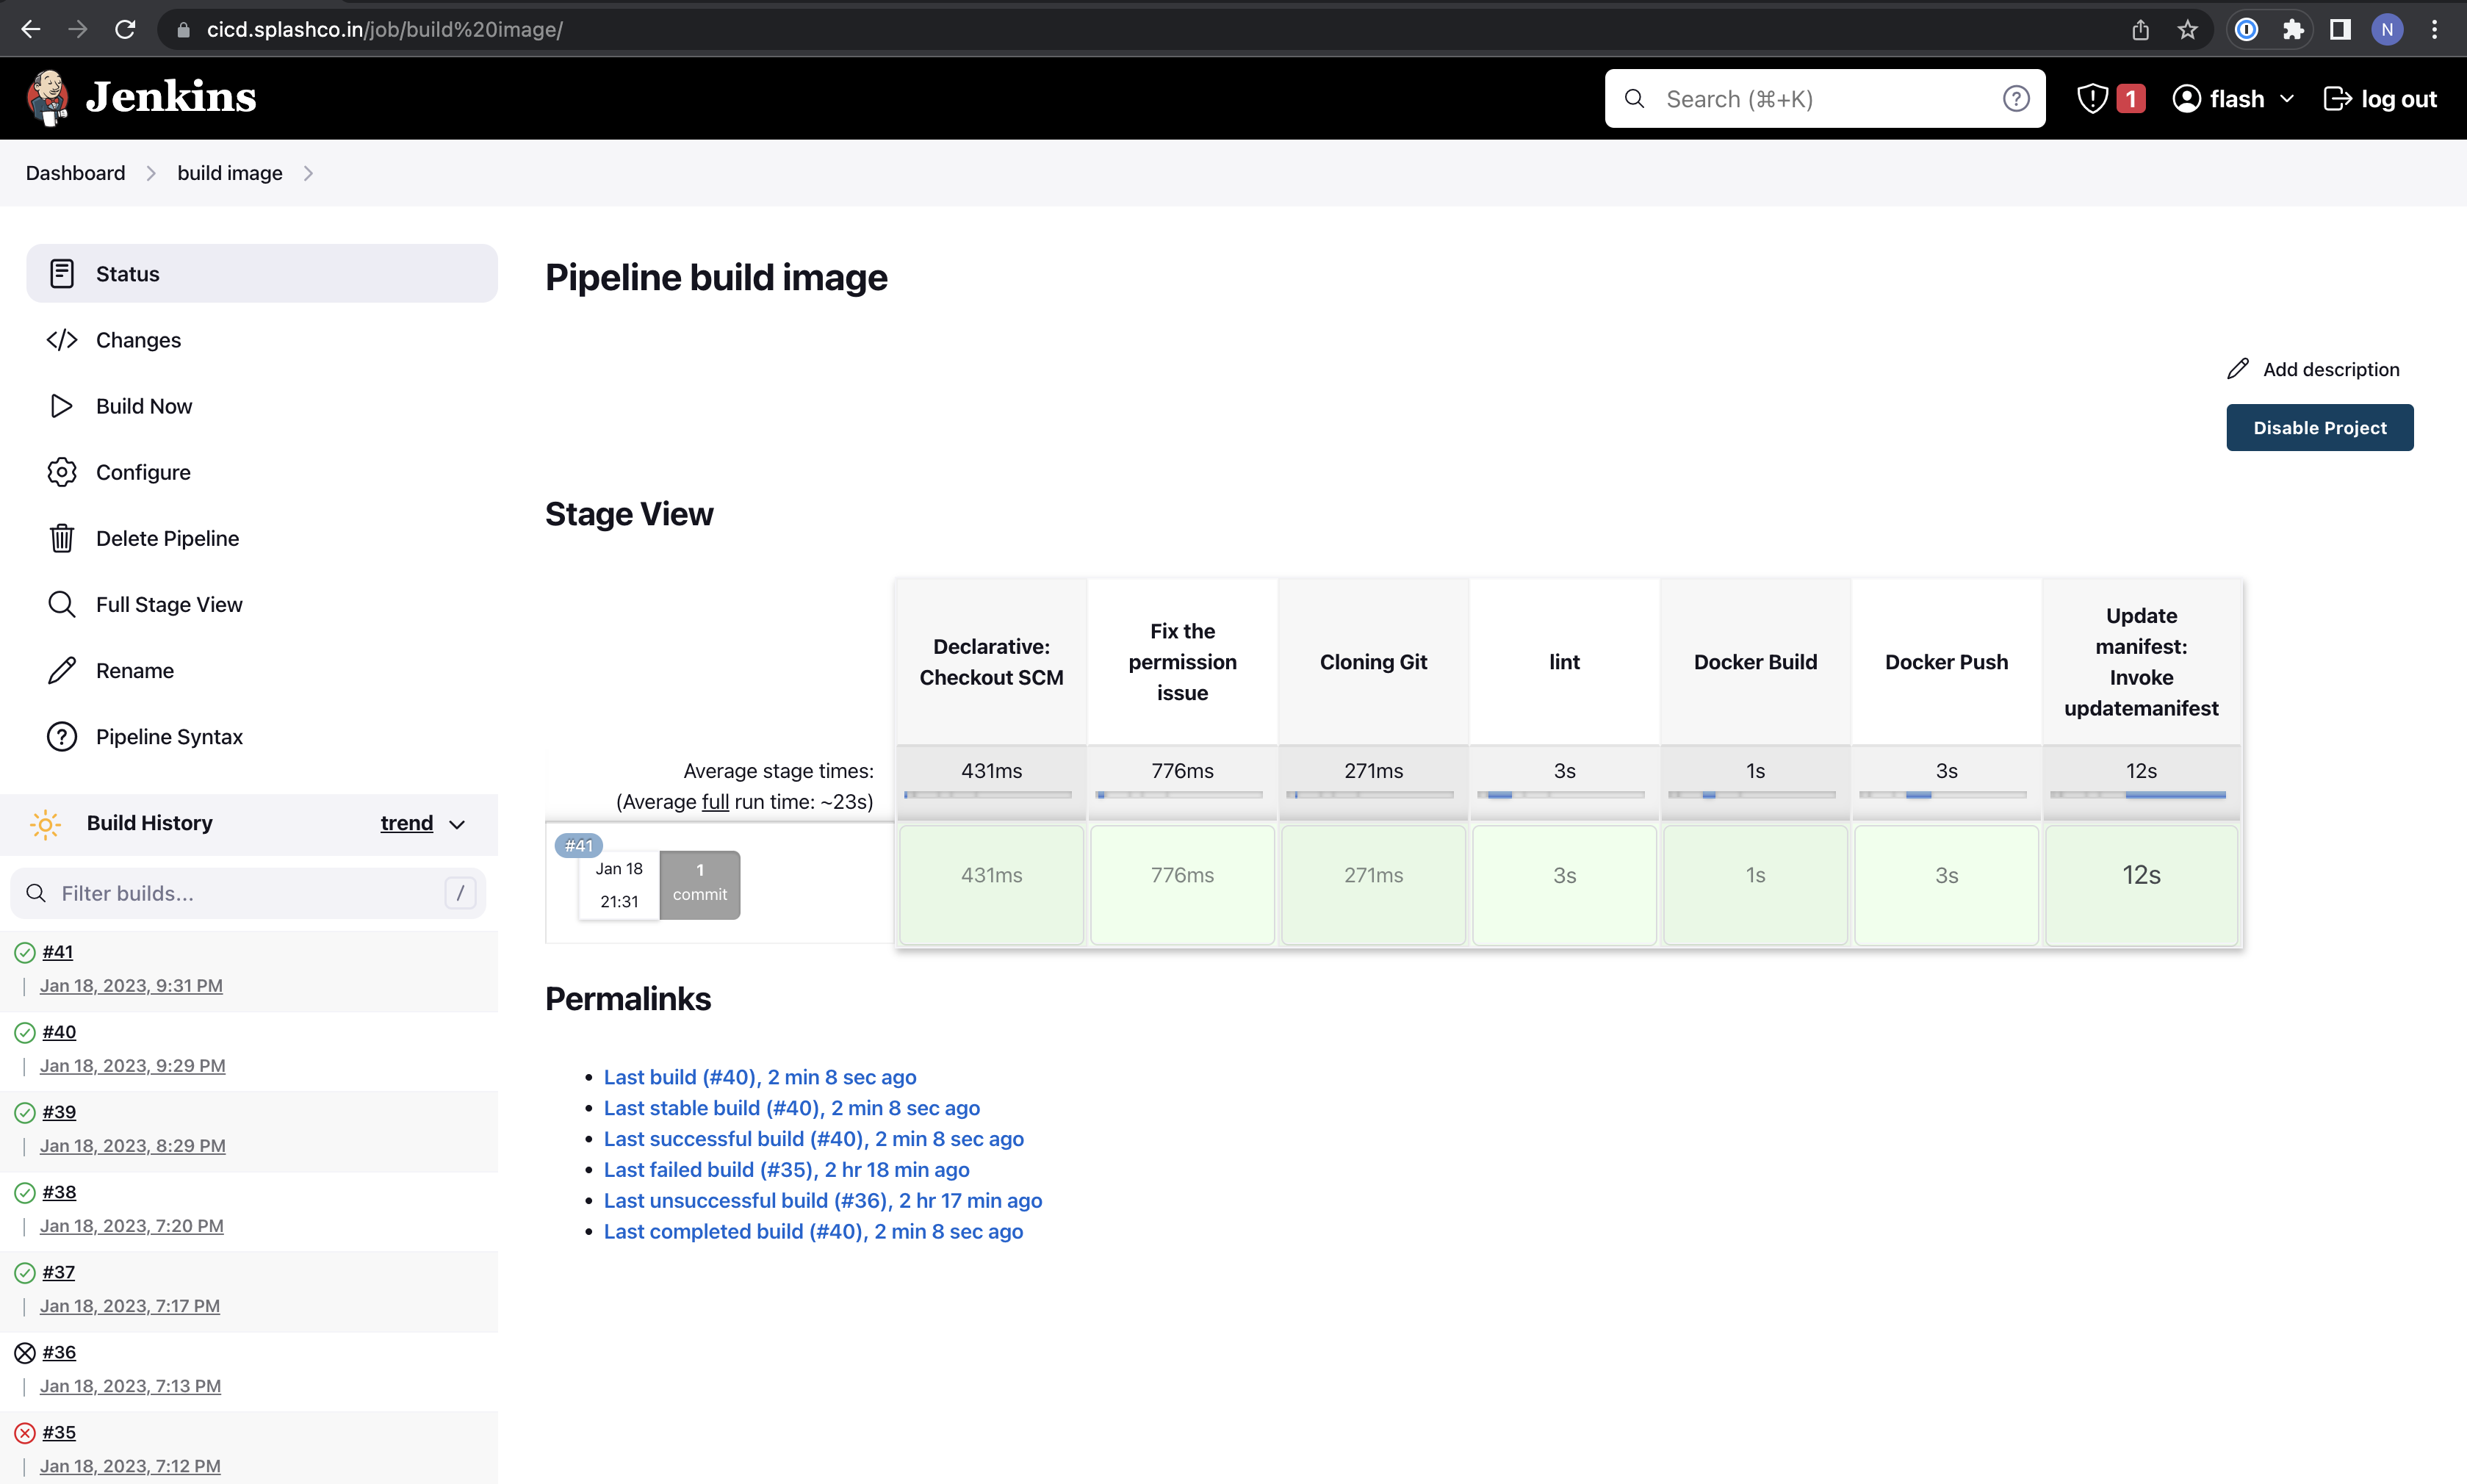 cicd.splashco.in/job/build%20image/
N
Jenkins
Search (⌘+K)
?
1
flash
log out
Dashboard
build image
Status
Changes
Build Now
Configure
Delete Pipeline
Full Stage View
Rename
Pipeline Syntax
Build History
trend
Filter builds...
/
#41
Jan 18, 2023, 9:31 PM
#40
Jan 18, 2023, 9:29 PM
#39
Jan 18, 2023, 8:29 PM
#38
Jan 18, 2023, 7:20 PM
#37
Jan 18, 2023, 7:17 PM
#36
Jan 18, 2023, 7:13 PM
#35
Jan 18, 2023, 7:12 PM
Pipeline build image
Add description
Disable Project
Stage View
Declarative:
Checkout SCM
Fix the
permission
issue
Cloning Git
lint
Docker Build
Docker Push
Update
manifest:
Invoke
updatemanifest
Average stage times:
(Average full run time: ~23s)
431ms
776ms
271ms
3s
1s
3s
12s
#41
Jan 18
21:31
1
commit
431ms
776ms
271ms
3s
1s
3s
12s
Permalinks
Last build (#40), 2 min 8 sec ago
Last stable build (#40), 2 min 8 sec ago
Last successful build (#40), 2 min 8 sec ago
Last failed build (#35), 2 hr 18 min ago
Last unsuccessful build (#36), 2 hr 17 min ago
Last completed build (#40), 2 min 8 sec ago